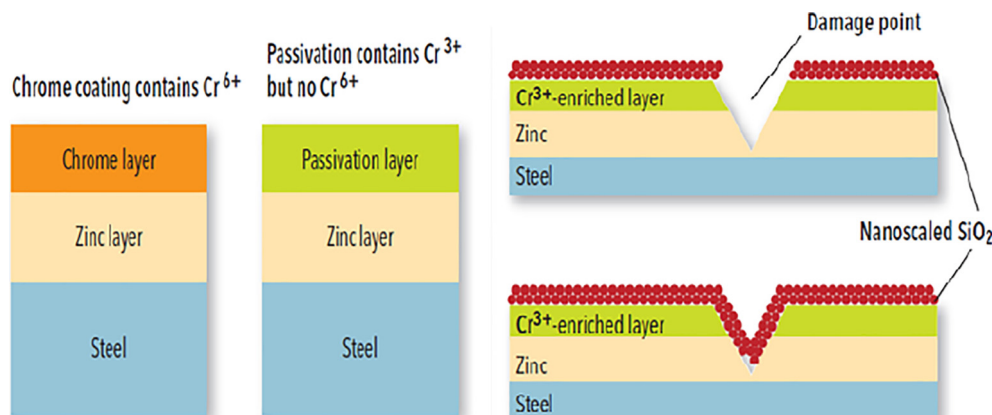 Chrome coating contains Cr⁶⁺
Chrome layer
Zinc layer
Steel
Passivation contains Cr³⁺
but no Cr⁶⁺
Passivation layer
Zinc layer
Steel
Damage point
Cr³⁺-enriched layer
Zinc
Steel
Nanoscaled SiO₂
Cr³⁺-enriched layer
Zinc
Steel